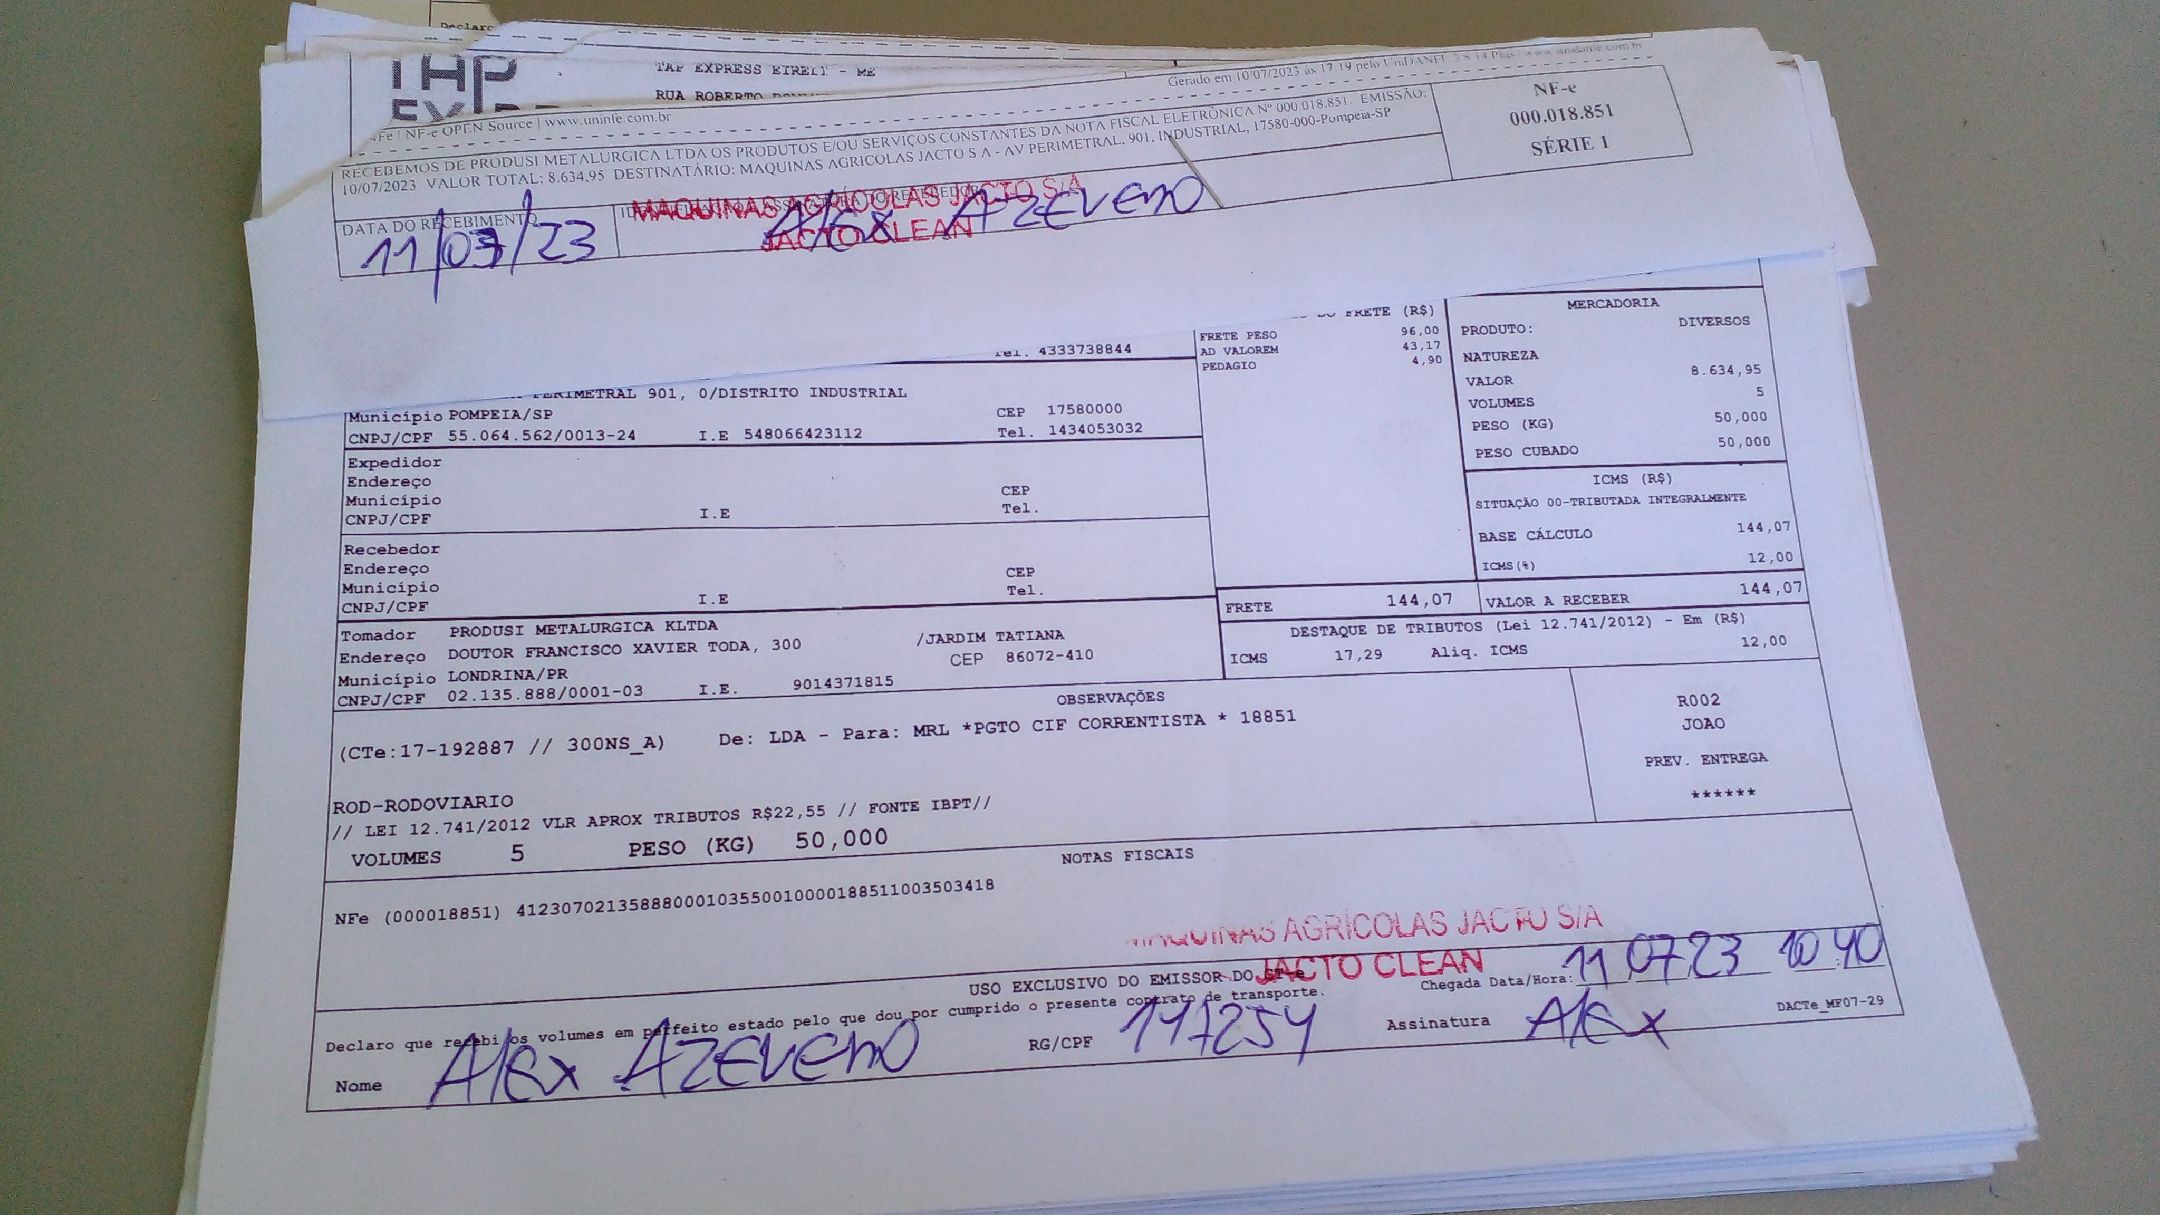 Declaro
TAP
TAP EXPRESS EIRELI - ME
RUA ROBERTO
Gerado em 10/07/2023 às 17 19 pelo UniDANFE
NFe | NF-e OPEN Source | www.uninfe.com.br
RECEBEMOS DE PRODUSI METALURGICA LTDA OS PRODUTOS E/OU SERVIÇOS CONSTANTES DA NOTA FISCAL ELETRÔNICA Nº 000.018.851. EMISSÃO:
10/07/2023 VALOR TOTAL: 8.634,95 DESTINATÁRIO: MAQUINAS AGRICOLAS JACTO S A - AV PERIMETRAL, 901, INDUSTRIAL, 17580-000-Pompeia-SP
NF-e
000.018.851
SÉRIE 1
DATA DO RECEBIMENTO
11/07/23
MAQUINAS AGRÍCOLAS JACTO S/A
JACTO CLEAN
Alex Azevedo
Tel. 4333738844
PERIMETRAL 901, 0/DISTRITO INDUSTRIAL
Município POMPEIA/SP CEP 17580000
CNPJ/CPF 55.064.562/0013-24 I.E 548066423112 Tel. 1434053032
Expedidor
Endereço
Município CEP
CNPJ/CPF I.E Tel.
Recebedor
Endereço
Município CEP
CNPJ/CPF I.E Tel.
Tomador PRODUSI METALURGICA KLTDA
Endereço DOUTOR FRANCISCO XAVIER TODA, 300 /JARDIM TATIANA
Município LONDRINA/PR CEP 86072-410
CNPJ/CPF 02.135.888/0001-03 I.E. 9014371815
FRETE (R$)
FRETE PESO 96,00
AD VALOREM 43,17
PEDAGIO 4,90
MERCADORIA
PRODUTO: DIVERSOS
NATUREZA
VALOR 8.634,95
VOLUMES 5
PESO (KG) 50,000
PESO CUBADO 50,000
ICMS (R$)
SITUAÇÃO 00-TRIBUTADA INTEGRALMENTE
BASE CÁLCULO 144,07
ICMS(%) 12,00
FRETE 144,07 VALOR A RECEBER 144,07
DESTAQUE DE TRIBUTOS (Lei 12.741/2012) - Em (R$)
ICMS 17,29 Aliq. ICMS 12,00
OBSERVAÇÕES
(CTe:17-192887 // 300NS_A) De: LDA - Para: MRL *PGTO CIF CORRENTISTA * 18851
ROD-RODOVIARIO
// LEI 12.741/2012 VLR APROX TRIBUTOS R$22,55 // FONTE IBPT//
VOLUMES 5 PESO (KG) 50,000
R002
JOAO
PREV. ENTREGA
******
NOTAS FISCAIS
NFe (000018851) 41230702135888000103550010000188511003503418
MAQUINAS AGRÍCOLAS JACTO S/A
JACTO CLEAN
USO EXCLUSIVO DO EMISSOR DO CT-e
Chegada Data/Hora: 11 07 23 10 40
Declaro que recebi os volumes em perfeito estado pelo que dou por cumprido o presente contrato de transporte.
Nome Alex Azevedo RG/CPF 117254 Assinatura Alex
DACTe_MF07-29